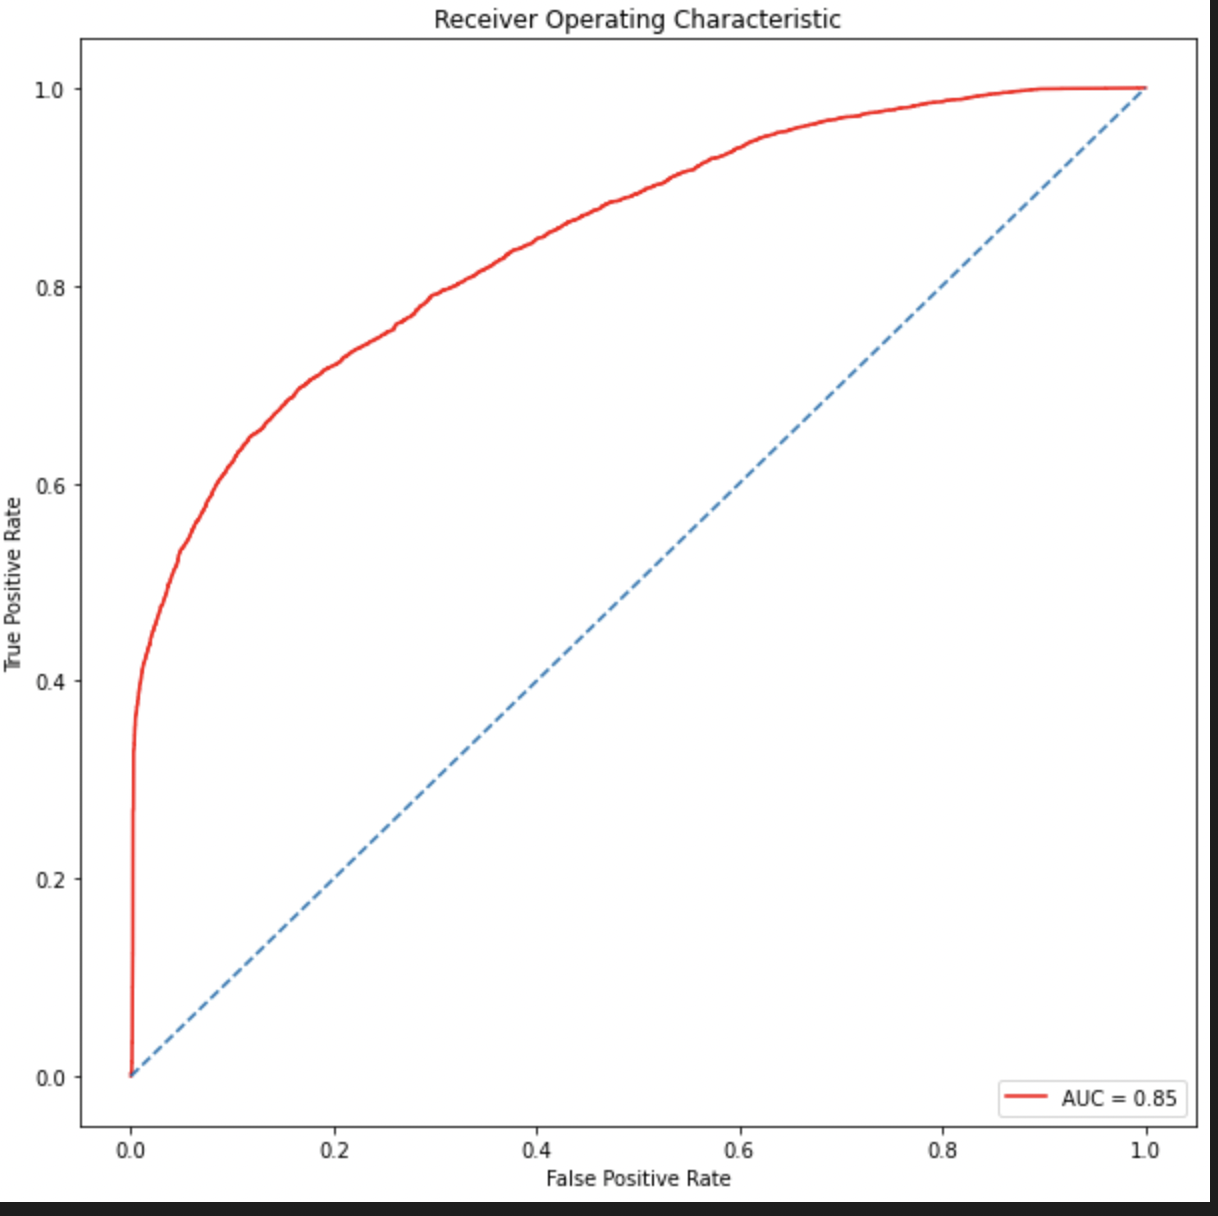 Receiver Operating Characteristic
1.0
0.8
0.6
0.4
0.2
0.0
True Positive Rate
AUC = 0.85
0.0 0.2 0.4 0.6 0.8 1.0
False Positive Rate